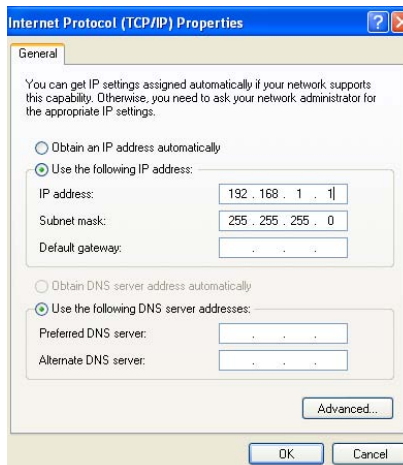 Internet Protocol (TCP/IP) Properties
General
You can get IP settings assigned automatically if your network supports
this capability. Otherwise, you need to ask your network administrator for
the appropriate IP settings.
Obtain an IP address automatically
Use the following IP address:
IP address: 192 . 168 . 1 . 1
Subnet mask: 255 . 255 . 255 . 0
Default gateway: . . .
Obtain DNS server address automatically
Use the following DNS server addresses:
Preferred DNS server: . . .
Alternate DNS server: . . .
Advanced...
OK Cancel